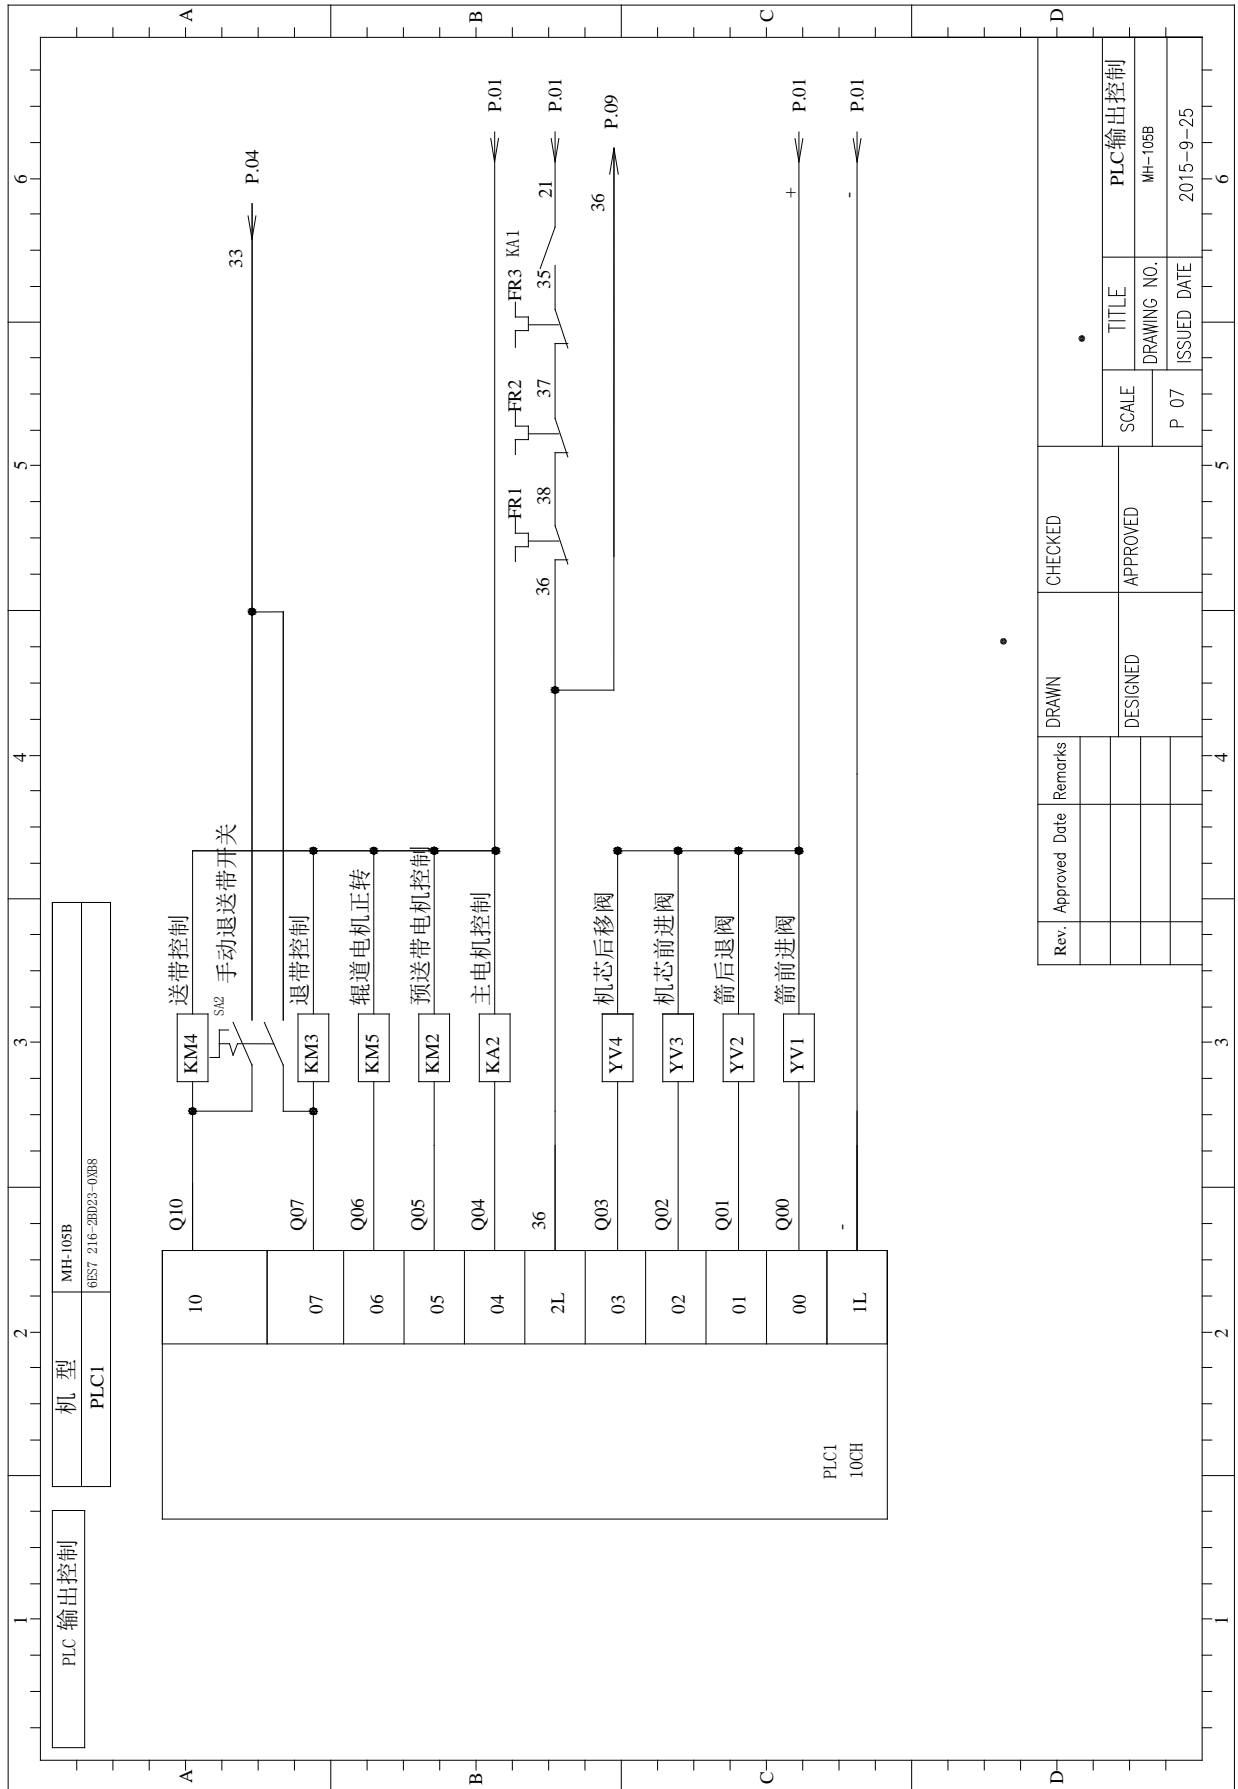 1 2 3 4 5 6
A
B
C
D
PLC 输出控制
机 型 MH-105B
PLC1 6ES7 216-2BD23-0XB8
10 Q10 KM4 送带控制
SA2 手动退送带开关
33 P.04
07 Q07 KM3 退带控制
06 Q06 KM5 辊道电机正转
05 Q05 KM2 预送带电机控制
04 Q04 KA2 主电机控制 P.01
FR1 FR2 FR3 KA1
2L 36 36 38 37 35 21 P.01
36 P.09
03 Q03 YV4 机芯后移阀
02 Q02 YV3 机芯前进阀
01 Q01 YV2 箭后退阀
00 Q00 YV1 箭前进阀 + P.01
1L - - P.01
PLC1
10CH
Rev. Approved Date Remarks
DRAWN CHECKED
DESIGNED APPROVED
SCALE
P 07
TITLE PLC输出控制
DRAWING NO. MH-105B
ISSUED DATE 2015-9-25
A
B
C
D
1 2 3 4 5 6